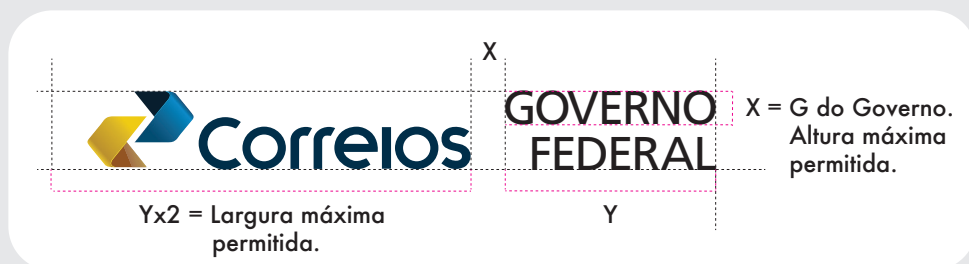 X
Correios
GOVERNO
FEDERAL
X = G do Governo.
Altura máxima
permitida.
Yx2 = Largura máxima
permitida.
Y